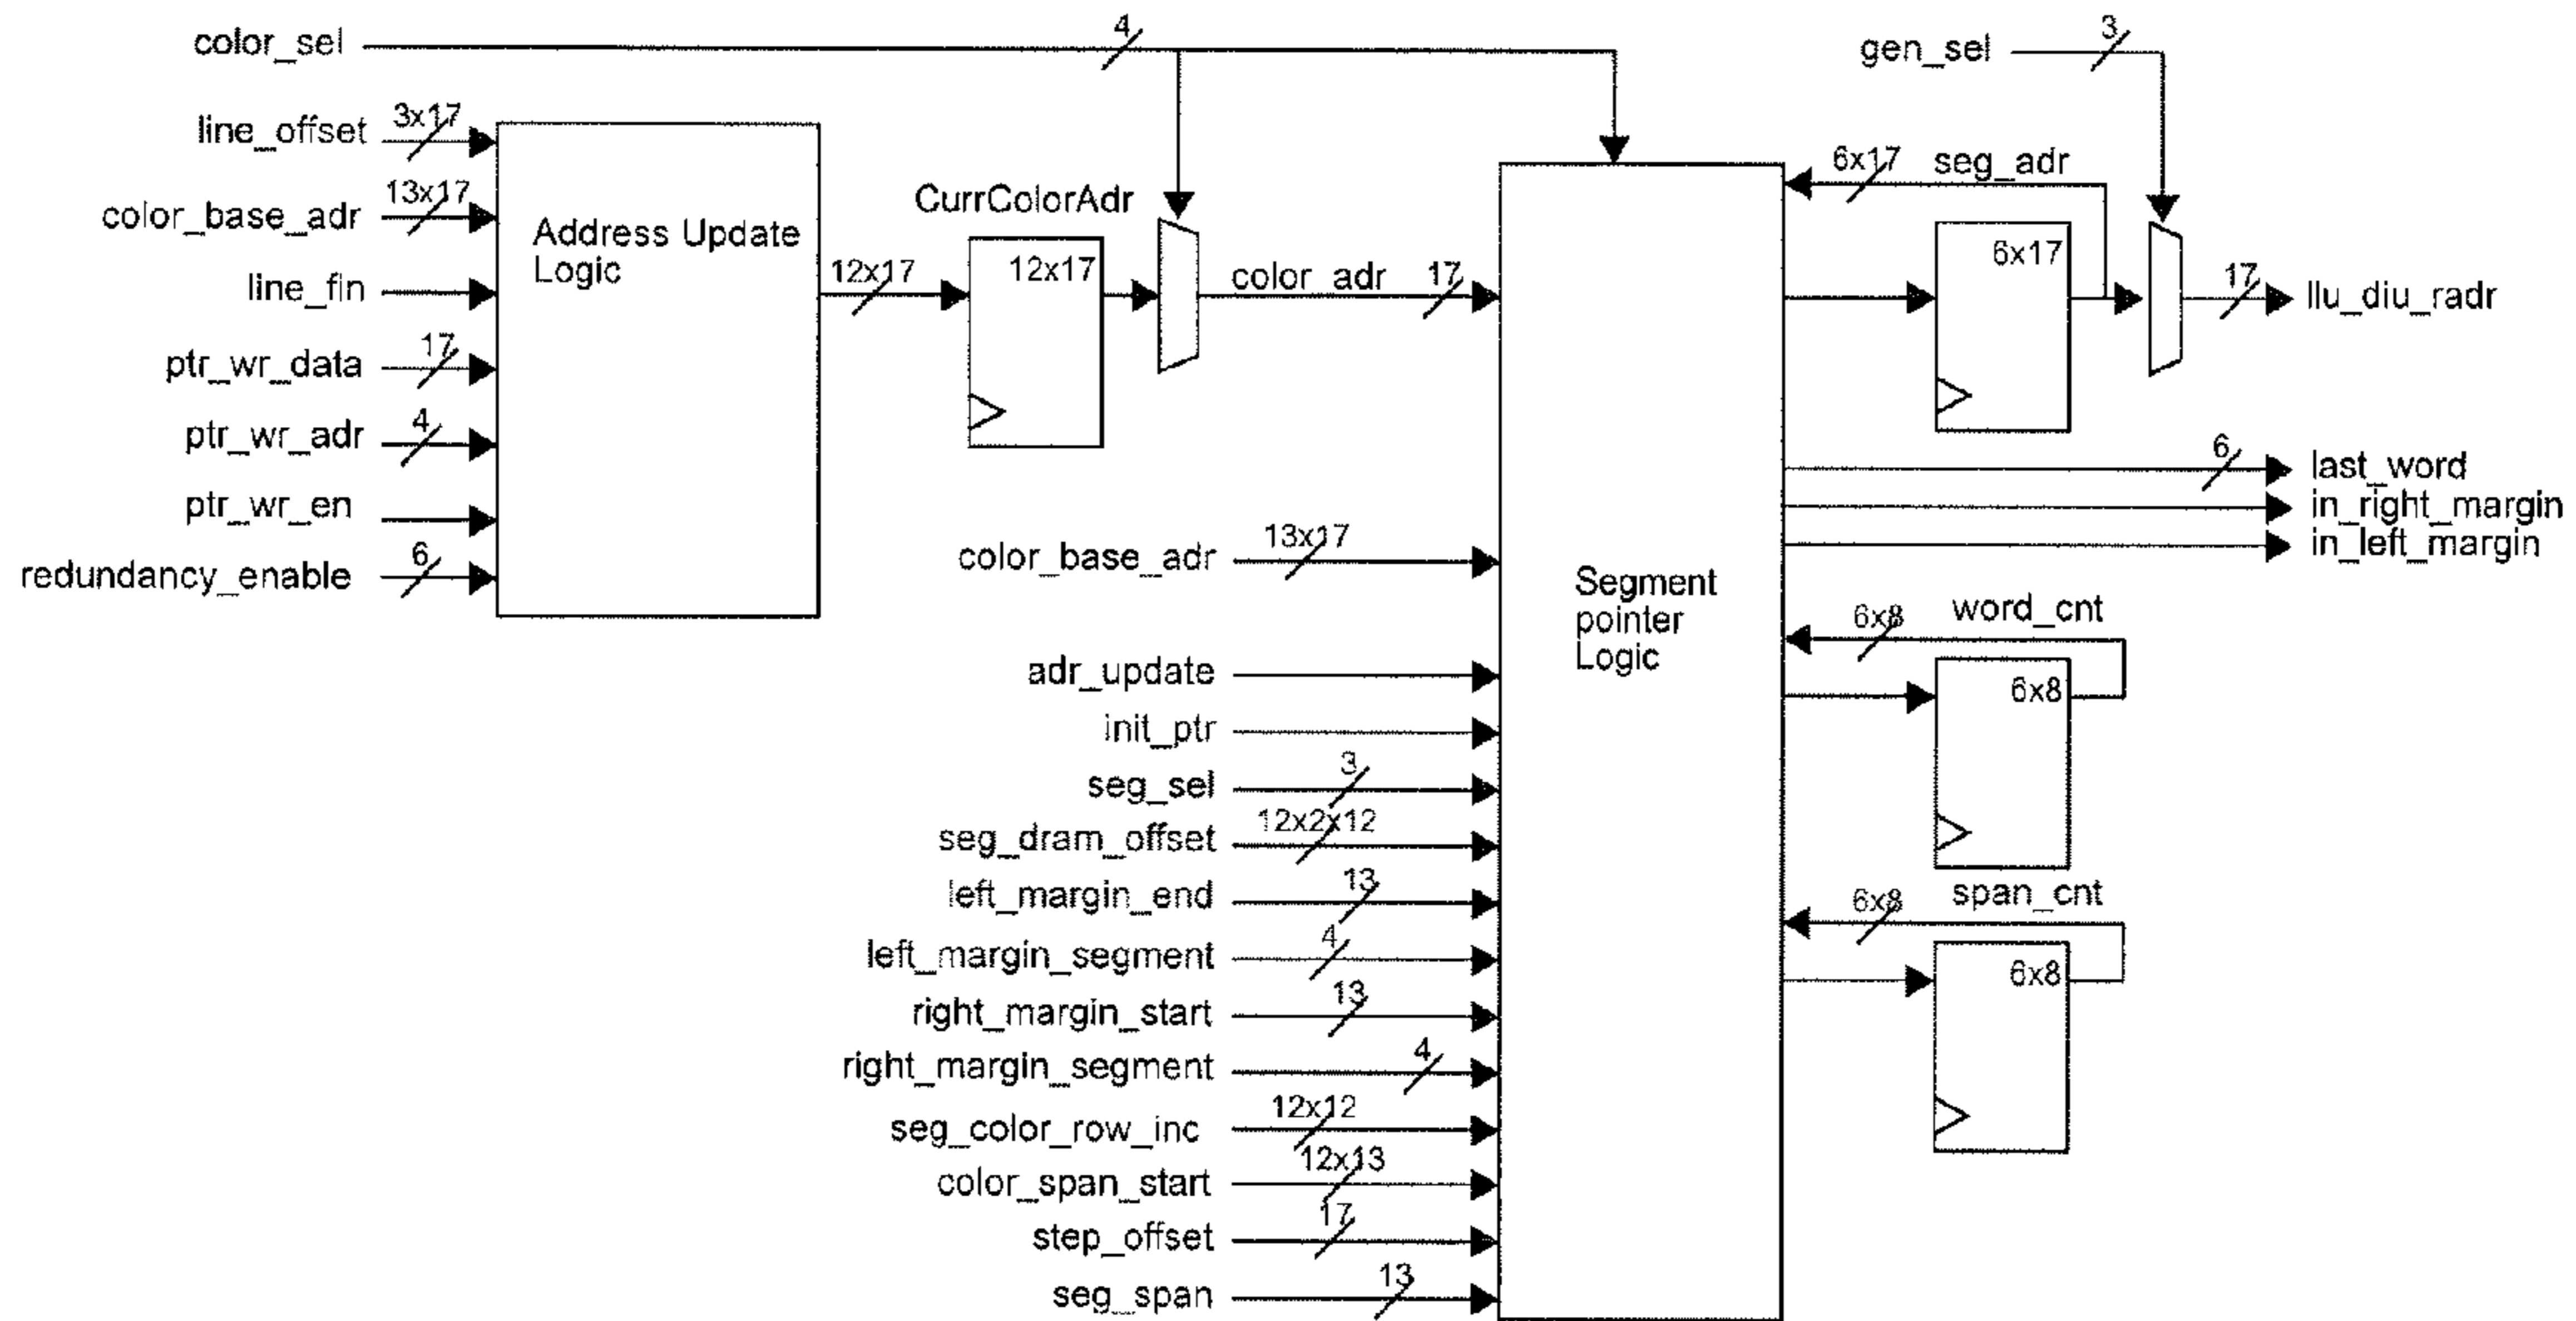 color_sel
4
gen_sel
3
line_offset
3x17
color_base_adr
13x17
line_fin
ptr_wr_data
17
ptr_wr_adr
4
ptr_wr_en
redundancy_enable
6
Address Update
Logic
12x17
CurrColorAdr
12x17
color_adr
17
6x17
seg_adr
6x17
17
llu_diu_radr
6
last_word
in_right_margin
in_left_margin
color_base_adr
13x17
Segment
pointer
Logic
adr_update
init_ptr
seg_sel
3
seg_dram_offset
12x2x12
left_margin_end
13
left_margin_segment
4
right_margin_start
13
right_margin_segment
4
seg_color_row_inc
12x12
color_span_start
12x13
step_offset
17
seg_span
13
6x8
word_cnt
6x8
6x8
span_cnt
6x8